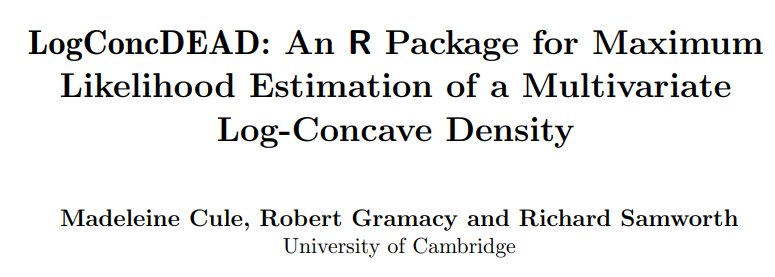 LogConcDEAD: An R Package for Maximum
Likelihood Estimation of a Multivariate
Log-Concave Density
Madeleine Cule, Robert Gramacy and Richard Samworth
University of Cambridge